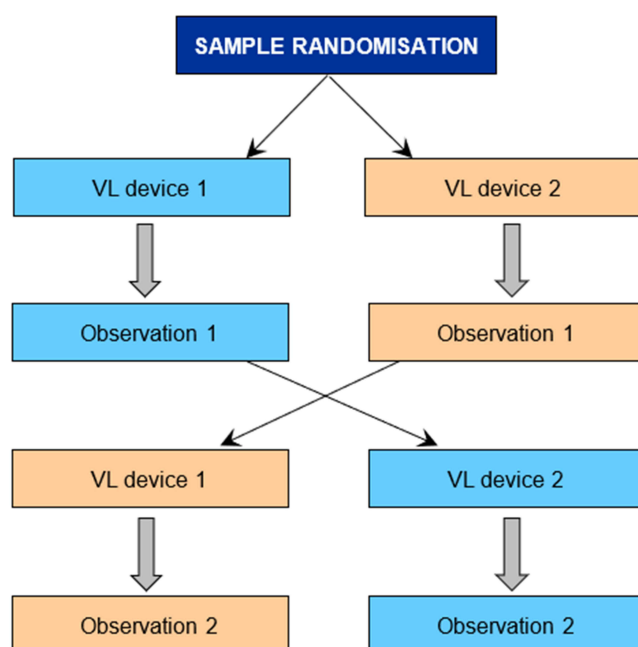 SAMPLE RANDOMISATION
VL device 1
VL device 2
Observation 1
Observation 1
VL device 1
VL device 2
Observation 2
Observation 2